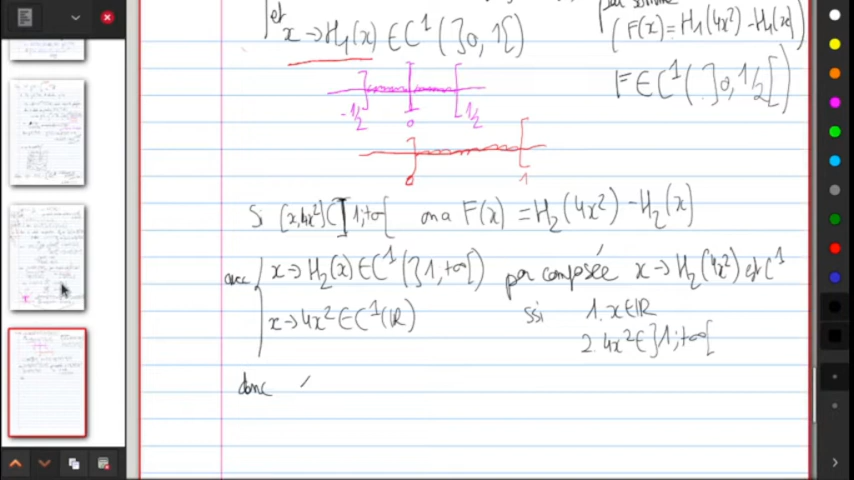 et
x → H₁(x) ∈ C¹(]0, 1[)
(F(x) = H₁(4x²) - H₁(x))
F ∈ C¹(]0, 1/2[)
-1/2 0 1/2
0 1
Si [x, 4x²] ⊂ ]1; +∞[ on a F(x) = H₂(4x²) - H₂(x)
avec { x → H₂(x) ∈ C¹(]1, +∞[) par composée x → H₂(4x²) est C¹
x → 4x² ∈ C¹(ℝ) ssi 1. x ∈ ℝ
2. 4x² ∈ ]1; +∞[
donc